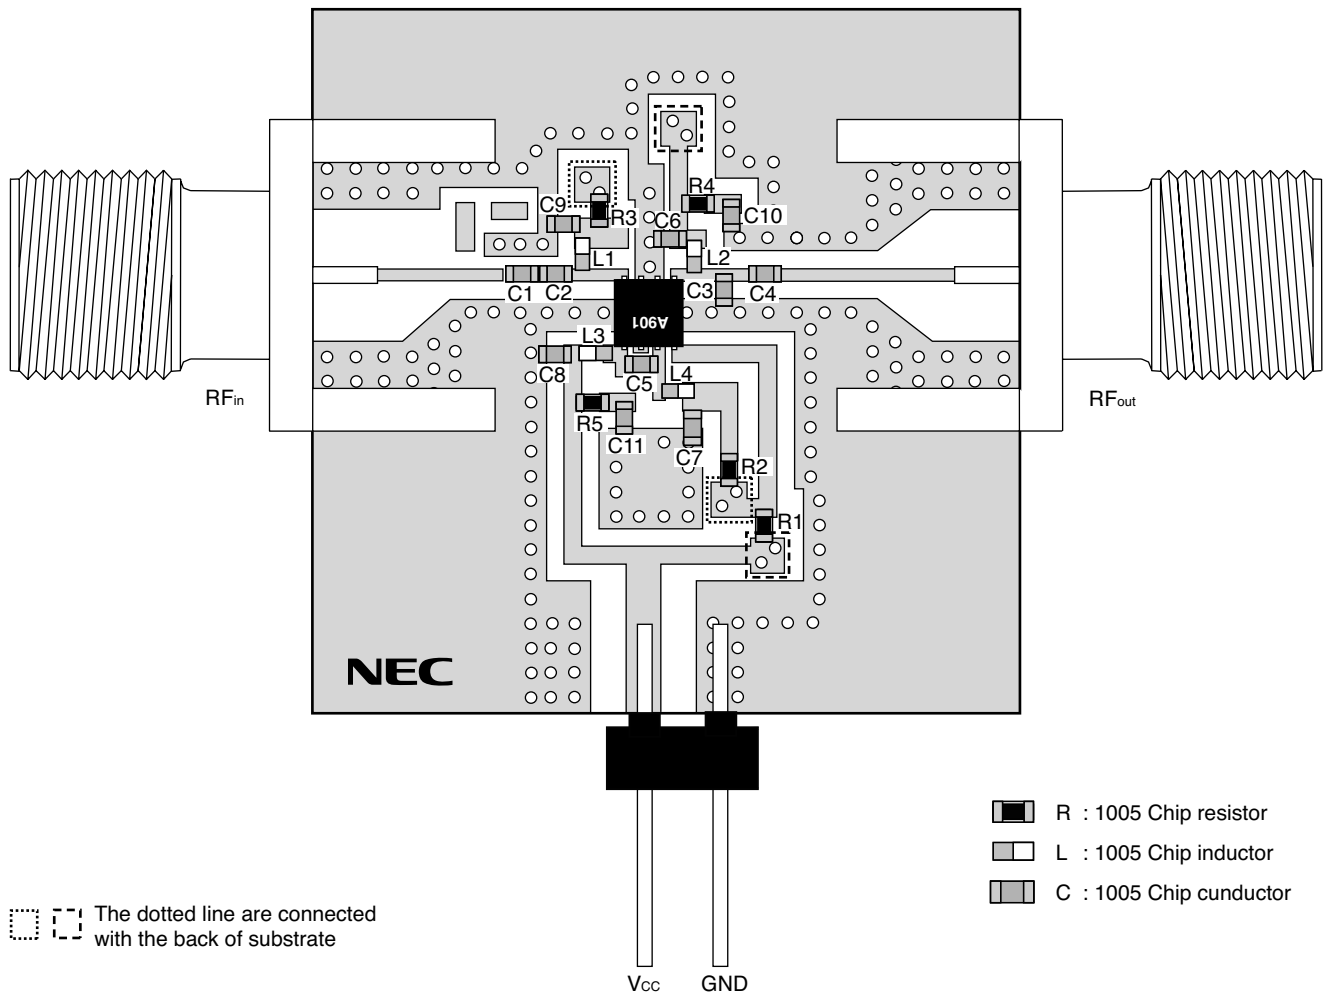 C9
R3
R4
C10
C6
L1
L2
C1
C2
C3
C4
A901
L3
C8
C5
L4
R5
C11
C7
R2
R1
RFin
RFout
NEC
R : 1005 Chip resistor
L : 1005 Chip inductor
C : 1005 Chip cunductor
The dotted line are connected
with the back of substrate
VCC
GND